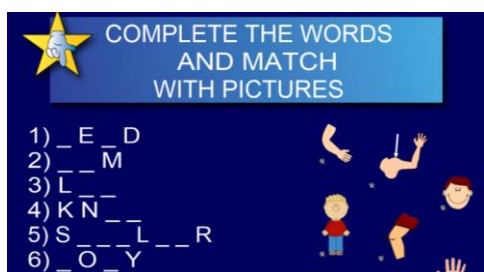 COMPLETE THE WORDS
AND MATCH
WITH PICTURES
1) _ E _ D
2) _ _ M
3) L _ _
4) K N _ _
5) S _ _ _ L _ _ R
6) _ O _ Y